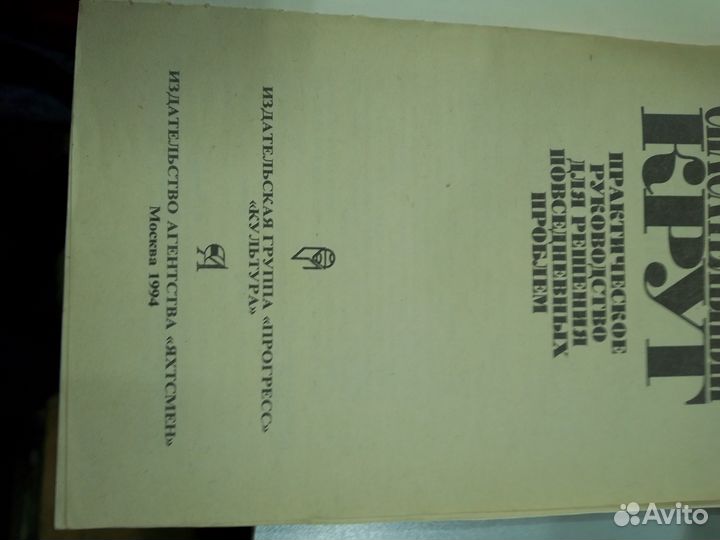 КРУГ
ПРАКТИЧЕСКОЕ
РУКОВОДСТВО
ДЛЯ РЕШЕНИЯ
ПОВСЕДНЕВНЫХ
ПРОБЛЕМ
ИЗДАТЕЛЬСКАЯ ГРУППА «ПРОГРЕСС»
«КУЛЬТУРА»
ИЗДАТЕЛЬСТВО АГЕНТСТВА «ЯХТСМЕН»
Москва 1994
Avito